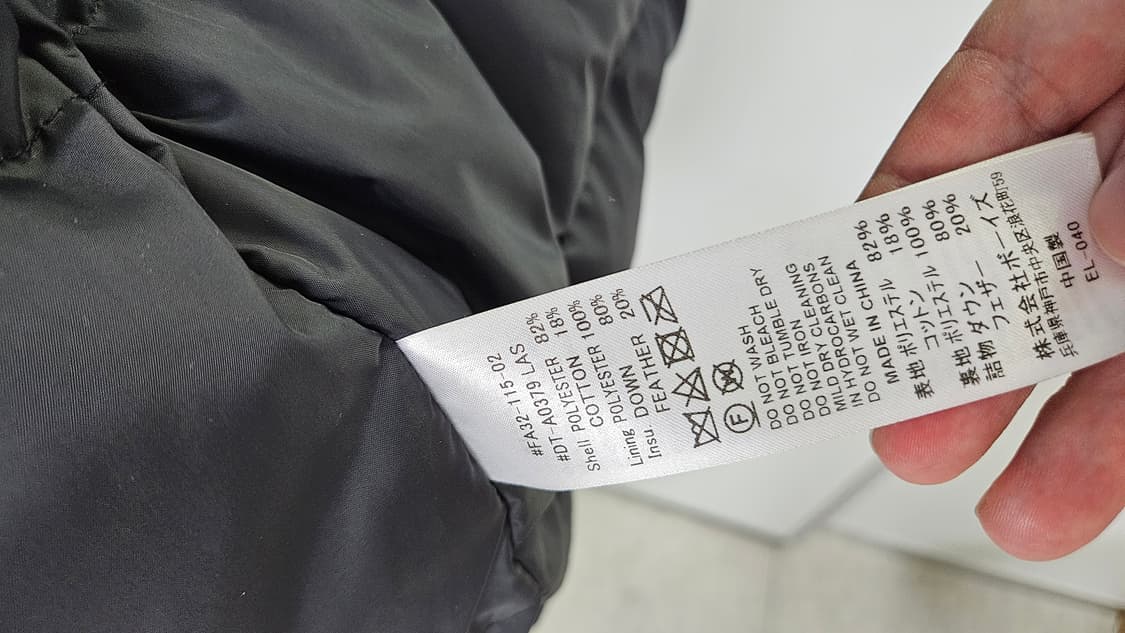 #FA32-115-02
#DT-A0379 LAS
Shell POLYESTER 82%
COTTON 18%
Lining POLYESTER 100%
Insu. DOWN 80%
FEATHER 20%
F
DO NOT WASH
DO NOT BLEACH
DO NOT TUMBLE DRY
DO NOT IRON
DO NOT DRY CLEANING
MILD HYDROCARBONS
IN HYDROCARBON CLEAN
DO NOT WET CLEAN
MADE IN CHINA
表地 ポリエステル 82%
コットン 18%
裏地 ポリエステル 100%
詰物 ダウン 80%
フェザー 20%
株式会社ボーイズ
兵庫県神戸市中央区浪花町59
中国製
EL-040